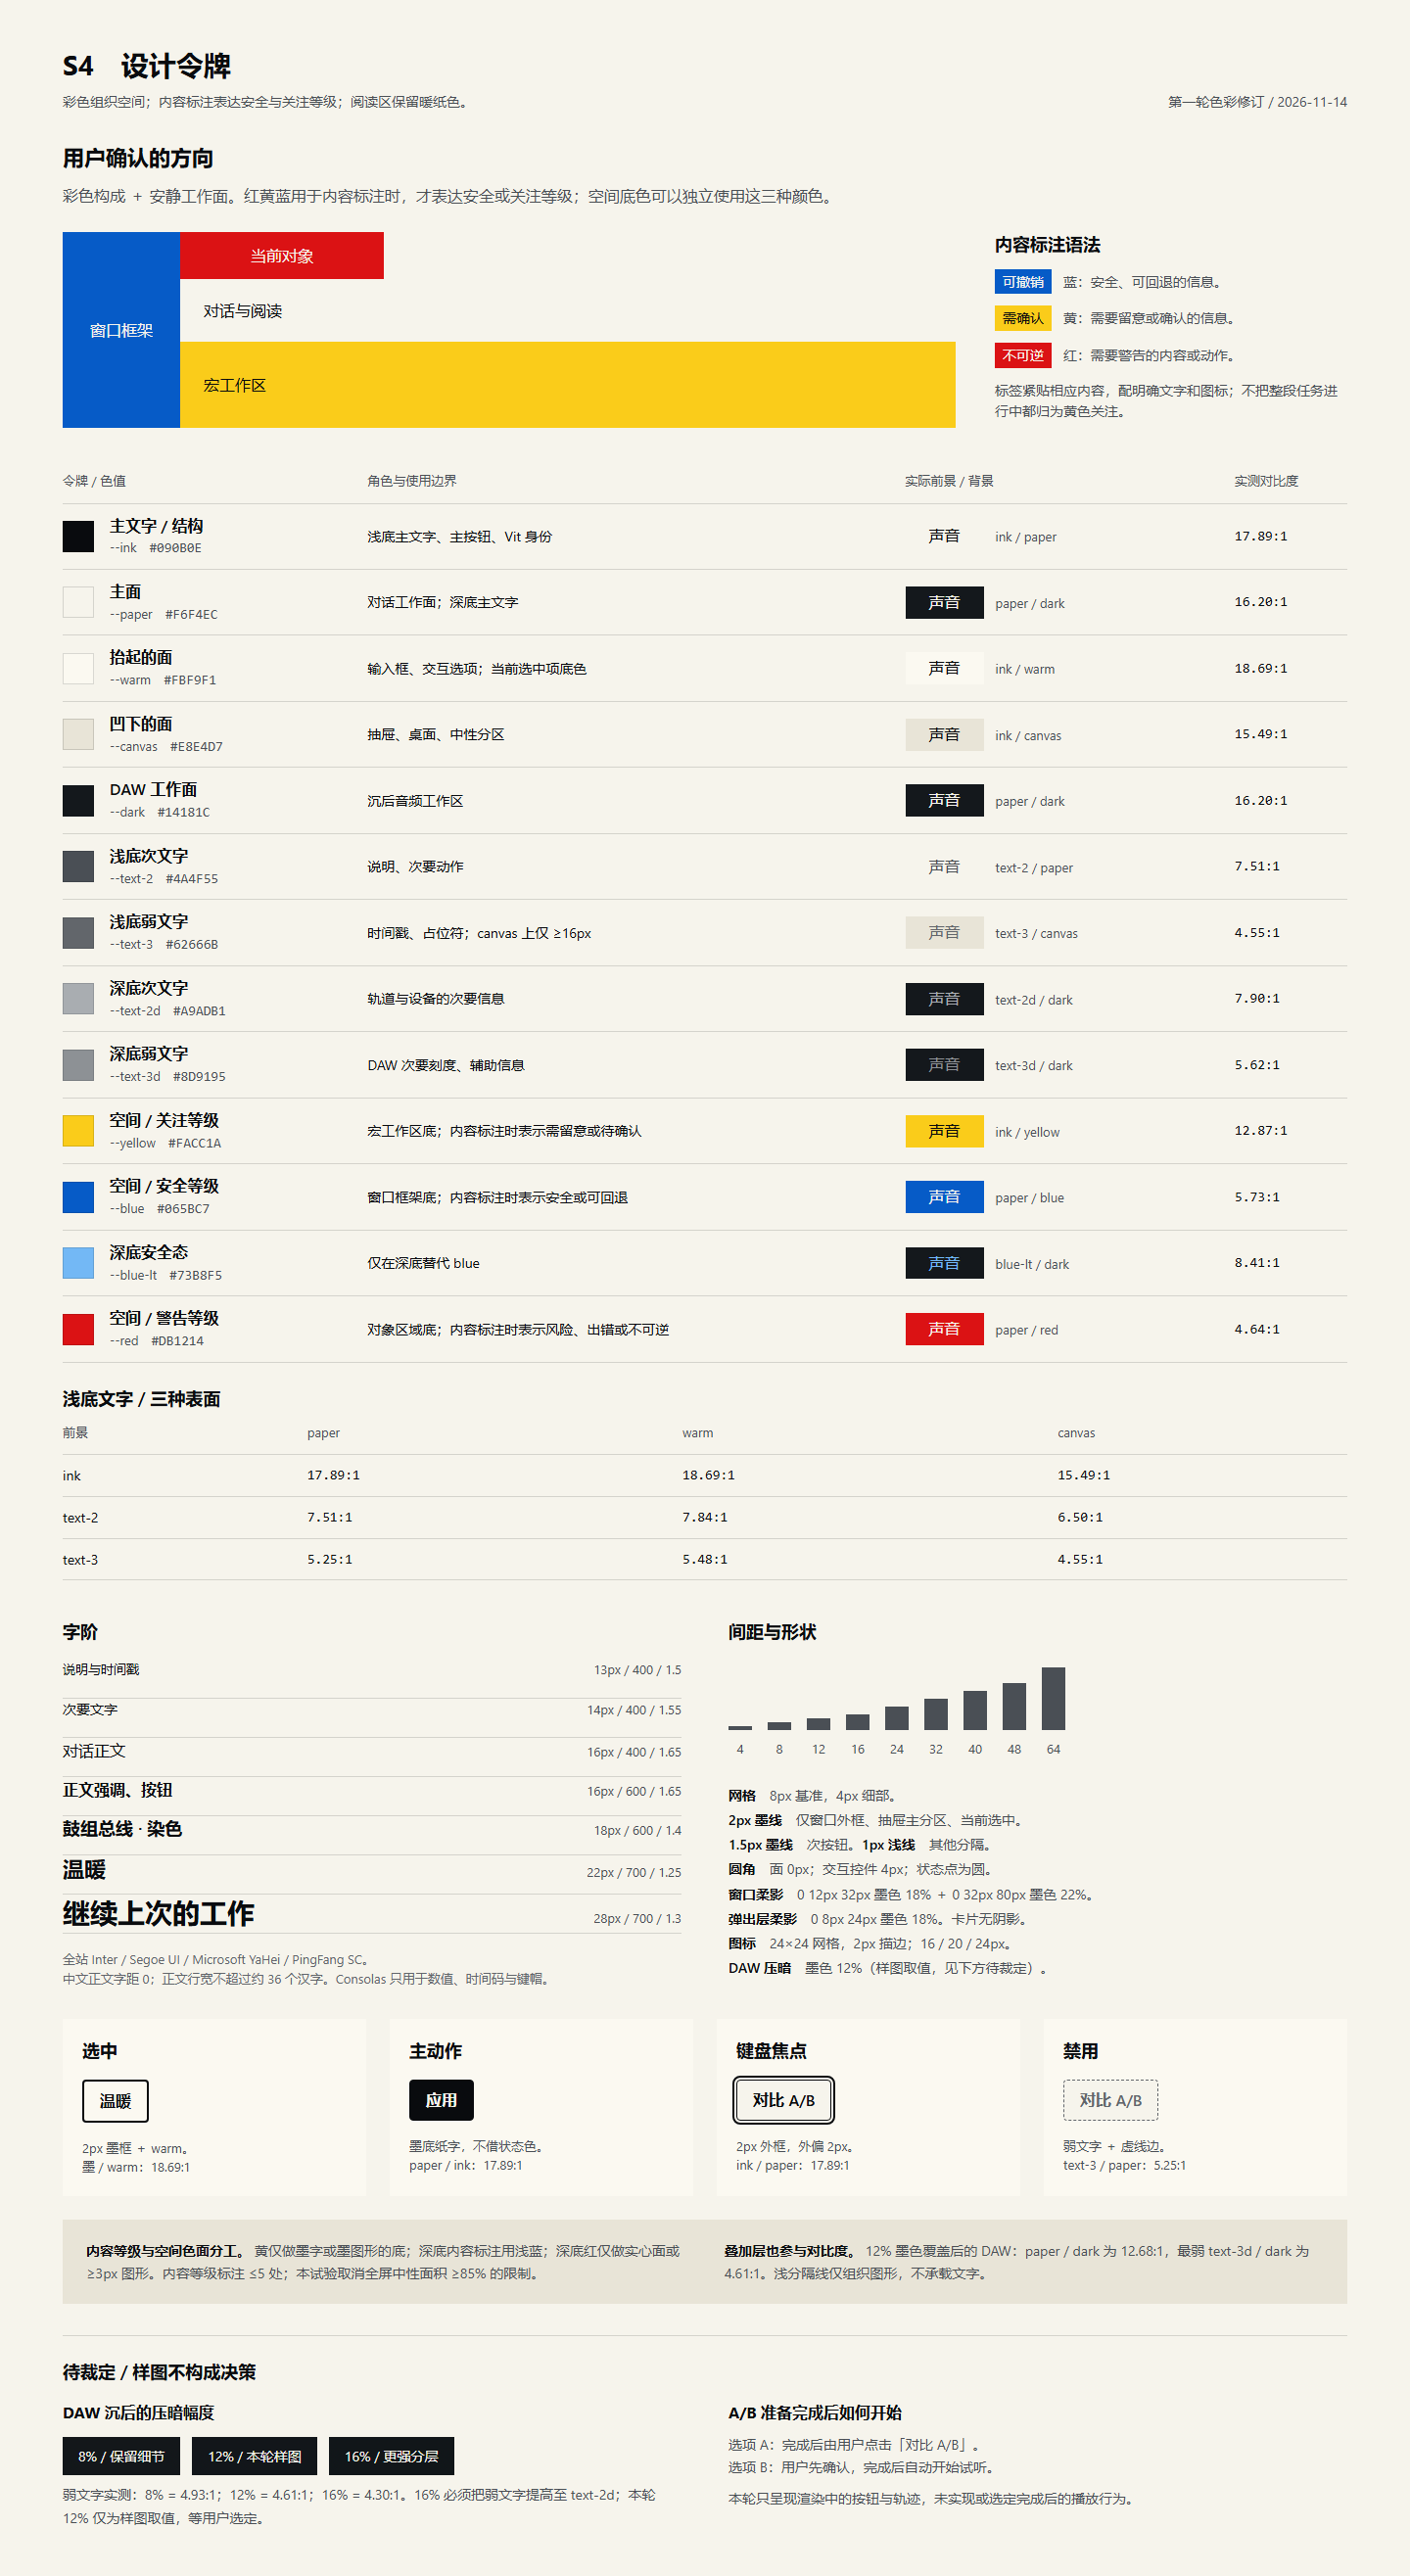 S4 设计令牌
彩色组织空间；内容标注表达安全与关注等级；阅读区保留暖纸色。
第一轮色彩修订 / 2026-11-14
用户确认的方向
彩色构成 + 安静工作面。红黄蓝用于内容标注时，才表达安全或关注等级；空间底色可以独立使用这三种颜色。
窗口框架
当前对象
对话与阅读
宏工作区
内容标注语法
可撤销 蓝：安全、可回退的信息。
需确认 黄：需要留意或确认的信息。
不可逆 红：需要警告的内容或动作。
标签紧贴相应内容，配明确文字和图标；不把整段任务进
行中都归为黄色关注。
令牌 / 色值 角色与使用边界 实际前景 / 背景 实测对比度
主文字 / 结构
--ink #090B0E
浅底主文字、主按钮、Vit 身份 声音 ink / paper 17.89:1
主面
--paper #F6F4EC
对话工作面；深底主文字 声音 paper / dark 16.20:1
抬起的面
--warm #FBF9F1
输入框、交互选项；当前选中项底色 声音 ink / warm 18.69:1
凹下的面
--canvas #E8E4D7
抽屉、桌面、中性分区 声音 ink / canvas 15.49:1
DAW 工作面
--dark #14181C
沉后音频工作区 声音 paper / dark 16.20:1
浅底次文字
--text-2 #4A4F55
说明、次要动作 声音 text-2 / paper 7.51:1
浅底弱文字
--text-3 #62666B
时间戳、占位符；canvas 上仅 ≥16px 声音 text-3 / canvas 4.55:1
深底次文字
--text-2d #A9ADB1
轨道与设备的次要信息 声音 text-2d / dark 7.90:1
深底弱文字
--text-3d #8D9195
DAW 次要刻度、辅助信息 声音 text-3d / dark 5.62:1
空间 / 关注等级
--yellow #FACC1A
宏工作区底；内容标注时表示需留意或待确认 声音 ink / yellow 12.87:1
空间 / 安全等级
--blue #065BC7
窗口框架底；内容标注时表示安全或可回退 声音 paper / blue 5.73:1
深底安全态
--blue-lt #73B8F5
仅在深底替代 blue 声音 blue-lt / dark 8.41:1
空间 / 警告等级
--red #DB1214
对象区域底；内容标注时表示风险、出错或不可逆 声音 paper / red 4.64:1
浅底文字 / 三种表面
前景 paper warm canvas
ink 17.89:1 18.69:1 15.49:1
text-2 7.51:1 7.84:1 6.50:1
text-3 5.25:1 5.48:1 4.55:1
字阶
说明与时间戳 13px / 400 / 1.5
次要文字 14px / 400 / 1.55
对话正文 16px / 400 / 1.65
正文强调、按钮 16px / 600 / 1.65
鼓组总线 · 染色 18px / 600 / 1.4
温暖 22px / 700 / 1.25
继续上次的工作 28px / 700 / 1.3
全站 Inter / Segoe UI / Microsoft YaHei / PingFang SC。
中文正文字距 0；正文行宽不超过约 36 个汉字。Consolas 只用于数值、时间码与键帽。
间距与形状
4 8 12 16 24 32 40 48 64
网格 8px 基准，4px 细部。
2px 墨线 仅窗口外框、抽屉主分区、当前选中。
1.5px 墨线 次按钮。1px 浅线 其他分隔。
圆角 面 0px；交互控件 4px；状态点为圆。
窗口柔影 0 12px 32px 墨色 18% + 0 32px 80px 墨色 22%。
弹出层柔影 0 8px 24px 墨色 18%。卡片无阴影。
图标 24×24 网格，2px 描边；16 / 20 / 24px。
DAW 压暗 墨色 12%（样图取值，见下方待裁定）。
选中
温暖
2px 墨框 + warm。
墨 / warm：18.69:1
主动作
应用
墨底纸字，不借状态色。
paper / ink：17.89:1
键盘焦点
对比 A/B
2px 外框，外偏 2px。
ink / paper：17.89:1
禁用
对比 A/B
弱文字 + 虚线边。
text-3 / paper：5.25:1
内容等级与空间色面分工。 黄仅做墨字或墨图形的底；深底内容标注用浅蓝；深底红仅做实心面或
≥3px 图形。内容等级标注 ≤5 处；本试验取消全屏中性面积 ≥85% 的限制。
叠加层也参与对比度。 12% 墨色覆盖后的 DAW：paper / dark 为 12.68:1，最弱 text-3d / dark 为
4.61:1。浅分隔线仅组织图形，不承载文字。
待裁定 / 样图不构成决策
DAW 沉后的压暗幅度
8% / 保留细节 12% / 本轮样图 16% / 更强分层
弱文字实测：8% = 4.93:1；12% = 4.61:1；16% = 4.30:1。16% 必须把弱文字提高至 text-2d；本轮
12% 仅为样图取值，等用户选定。
A/B 准备完成后如何开始
选项 A：完成后由用户点击「对比 A/B」。
选项 B：用户先确认，完成后自动开始试听。
本轮只呈现渲染中的按钮与轨迹，未实现或选定完成后的播放行为。